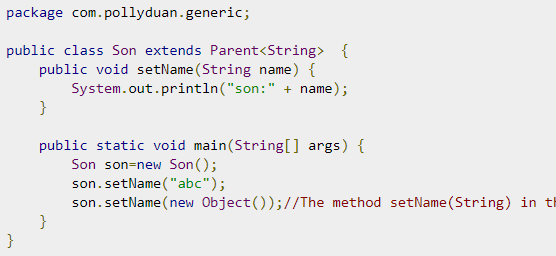 package com.pollyduan.generic;
public class Son extends Parent<String>  {
    public void setName(String name) {
        System.out.println("son:" + name);
    }
    public static void main(String[] args) {
        Son son=new Son();
        son.setName("abc");
        son.setName(new Object());//The method setName(String) in
    }
}